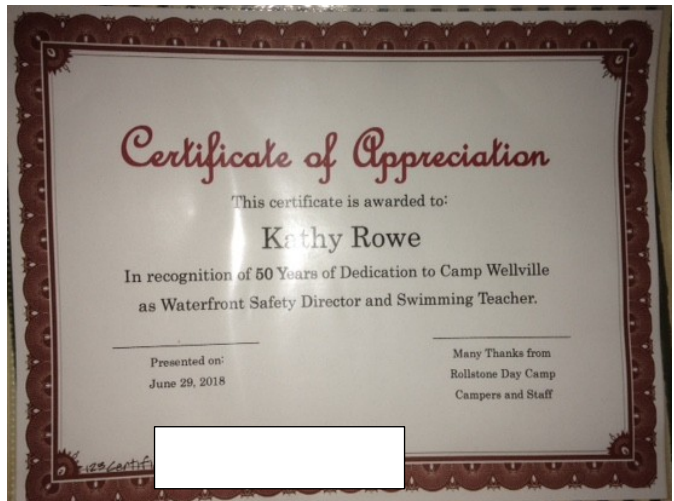 Certificate of Appreciation
This certificate is awarded to:
Kathy Rowe
In recognition of 50 Years of Dedication to Camp Wellville
as Waterfront Safety Director and Swimming Teacher.
Presented on:
June 29, 2018
Many Thanks from
Rollstone Day Camp
Campers and Staff